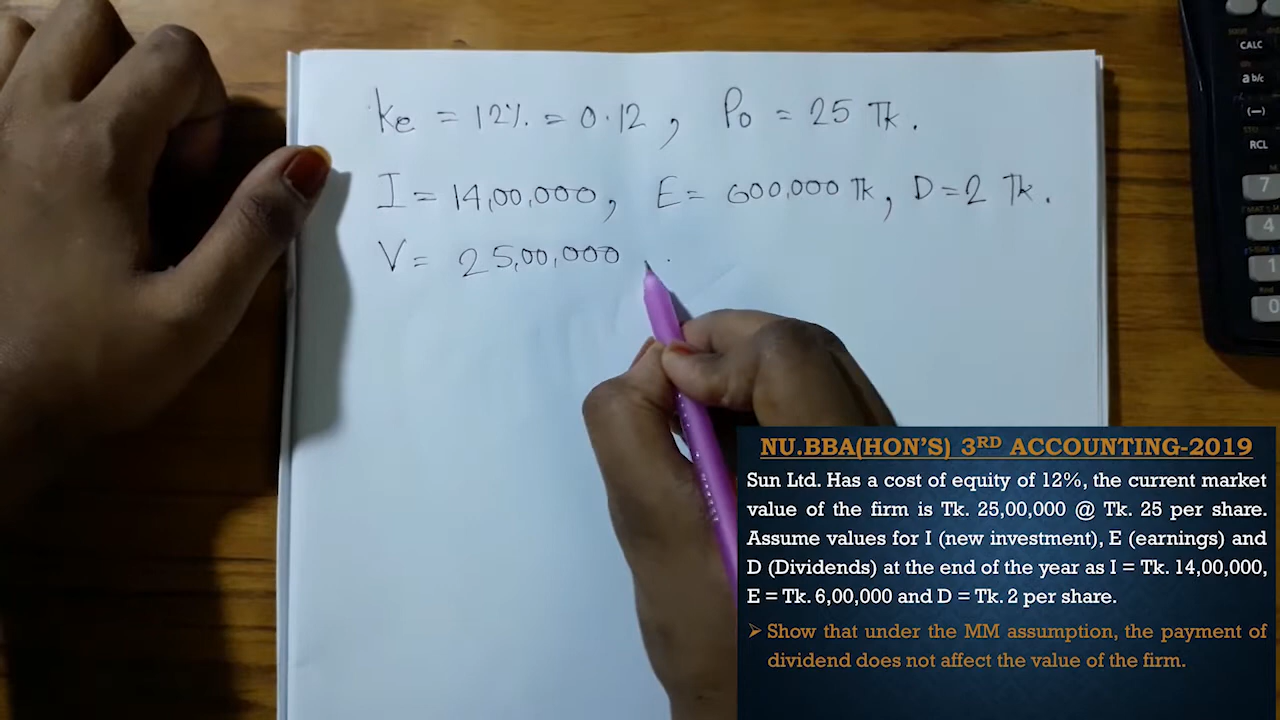 Ke = 12% = 0.12, P0 = 25 Tk.
I = 14,00,000, E = 600,000 Tk, D = 2 Tk.
V = 25,00,000
CALC
a b/c
(—)
RCL
7
4
1
0
NU.BBA(HON'S) 3RD ACCOUNTING-2019
Sun Ltd. Has a cost of equity of 12%, the current market
value of the firm is Tk. 25,00,000 @ Tk. 25 per share.
Assume values for I (new investment), E (earnings) and
D (Dividends) at the end of the year as I = Tk. 14,00,000,
E = Tk. 6,00,000 and D = Tk. 2 per share.
➤ Show that under the MM assumption, the payment of
dividend does not affect the value of the firm.